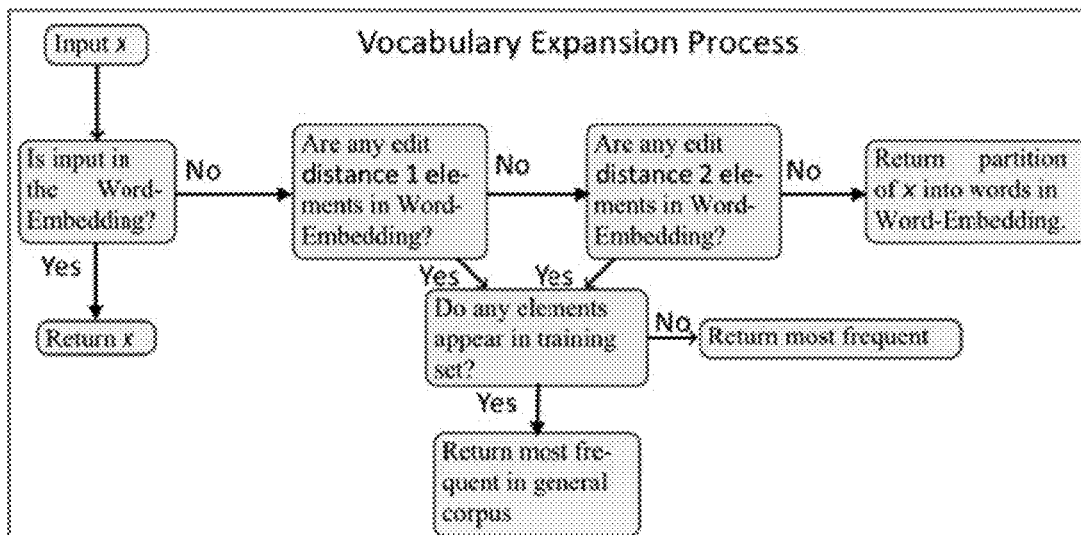 Input x
Vocabulary Expansion Process
Is input in
the Word-
Embedding?
No
Are any edit
distance 1 ele-
ments in Word-
Embedding?
No
Are any edit
distance 2 ele-
ments in Word-
Embedding?
No
Return partition
of x into words in
Word-Embedding.
Yes
Return x
Yes
Yes
Do any elements
appear in training
set?
No
Return most frequent
Yes
Return most fre-
quent in general
corpus